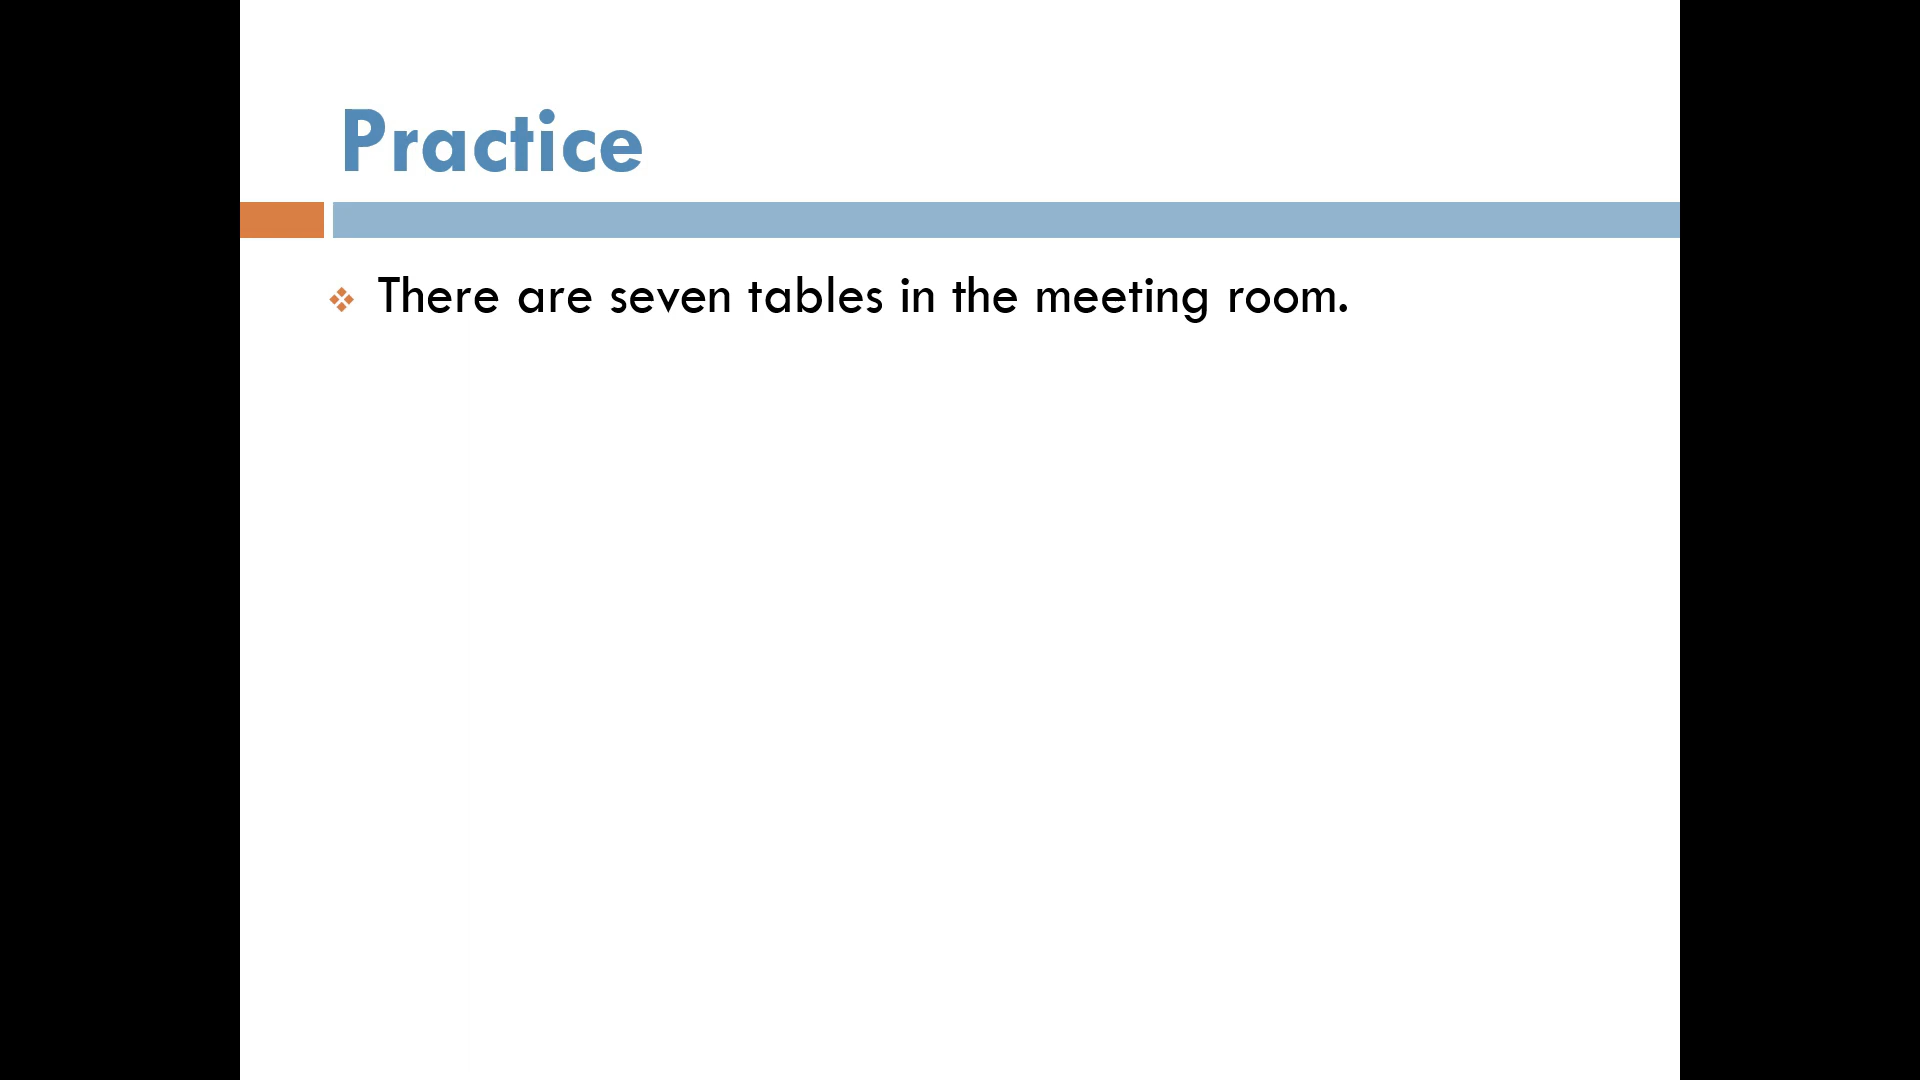 Practice
There are seven tables in the meeting room.